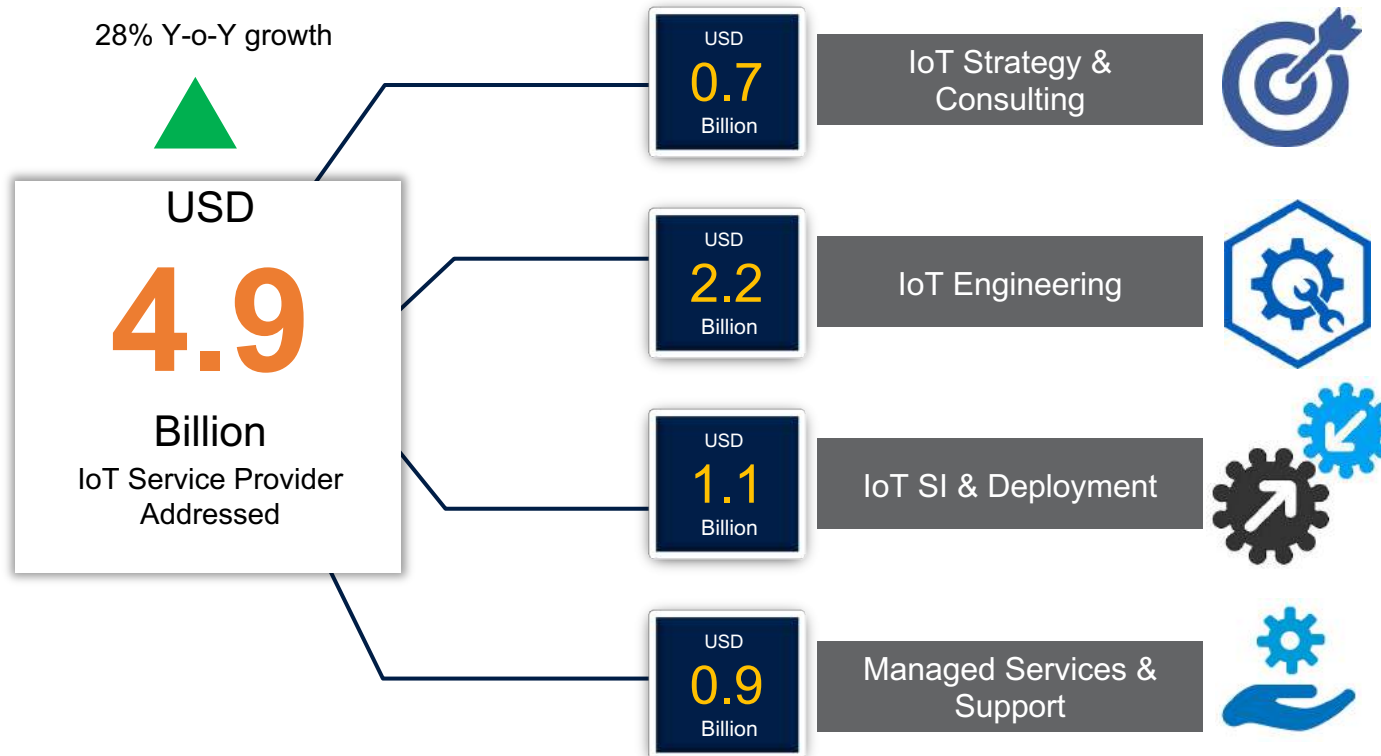 28% Y-o-Y growth
USD
4.9
Billion
IoT Service Provider
Addressed
USD
0.7
Billion
IoT Strategy &
Consulting
USD
2.2
Billion
IoT Engineering
USD
1.1
Billion
IoT SI & Deployment
USD
0.9
Billion
Managed Services &
Support